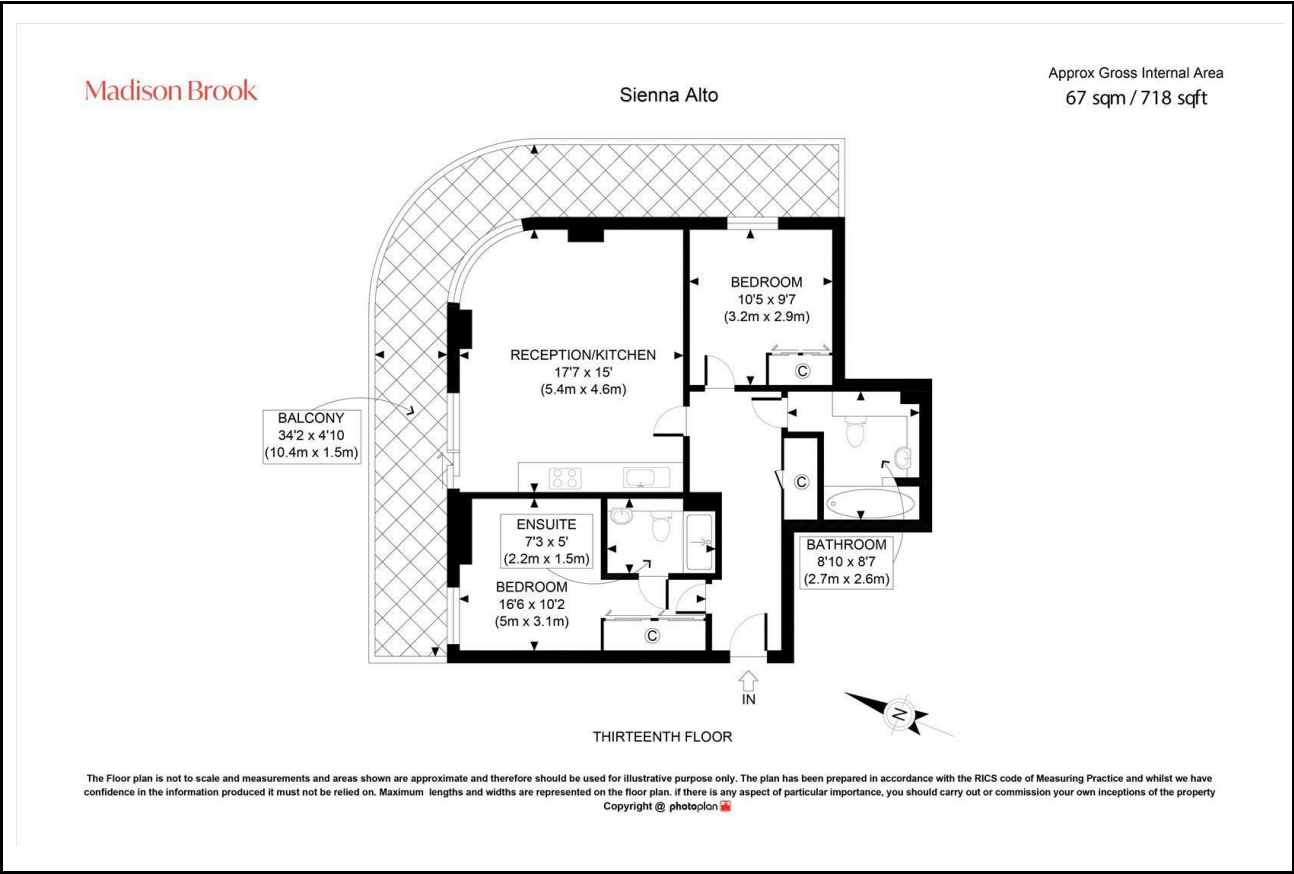 Madison Brook
Sienna Alto
Approx Gross Internal Area
67 sqm / 718 sqft
BEDROOM
10'5 x 9'7
(3.2m x 2.9m)
C
RECEPTION/KITCHEN
17'7 x 15'
(5.4m x 4.6m)
BALCONY
34'2 x 4'10
(10.4m x 1.5m)
C
ENSUITE
7'3 x 5'
(2.2m x 1.5m)
BATHROOM
8'10 x 8'7
(2.7m x 2.6m)
BEDROOM
16'6 x 10'2
(5m x 3.1m)
C
IN
N
THIRTEENTH FLOOR
The Floor plan is not to scale and measurements and areas shown are approximate and therefore should be used for illustrative purpose only. The plan has been prepared in accordance with the RICS code of Measuring Practice and whilst we have
confidence in the information produced it must not be relied on. Maximum lengths and widths are represented on the floor plan. if there is any aspect of particular importance, you should carry out or commission your own inceptions of the property
Copyright @ photoplan